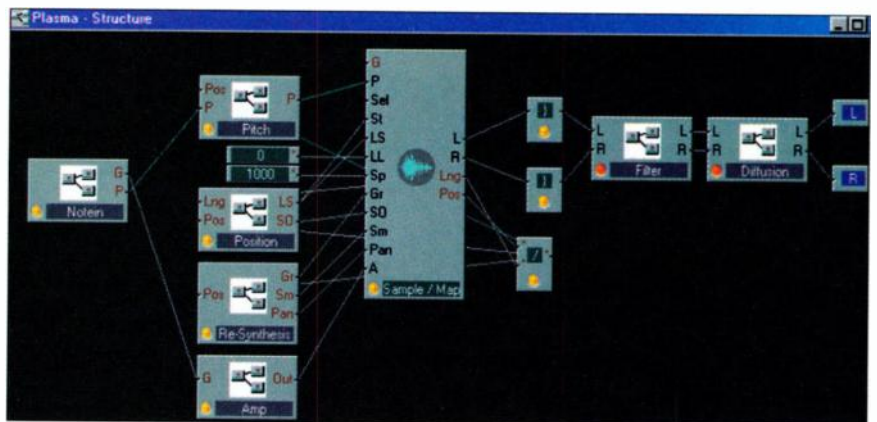 Plasma - Structure
G
P
Notein
Pos
P
P
Pitch
0
1000
Lng
Pos
LS
SO
Position
Pos
Gr
Sm
Pan
Re-Synthesis
G
Out
Amp
G
P
Sel
St
LS
LL
Sp
Gr
SO
Sm
Pan
A
L
R
Lng
Pos
Sample / Map
}
}
/
L
R
L
R
Filter
L
R
L
R
Diffusion
L
R